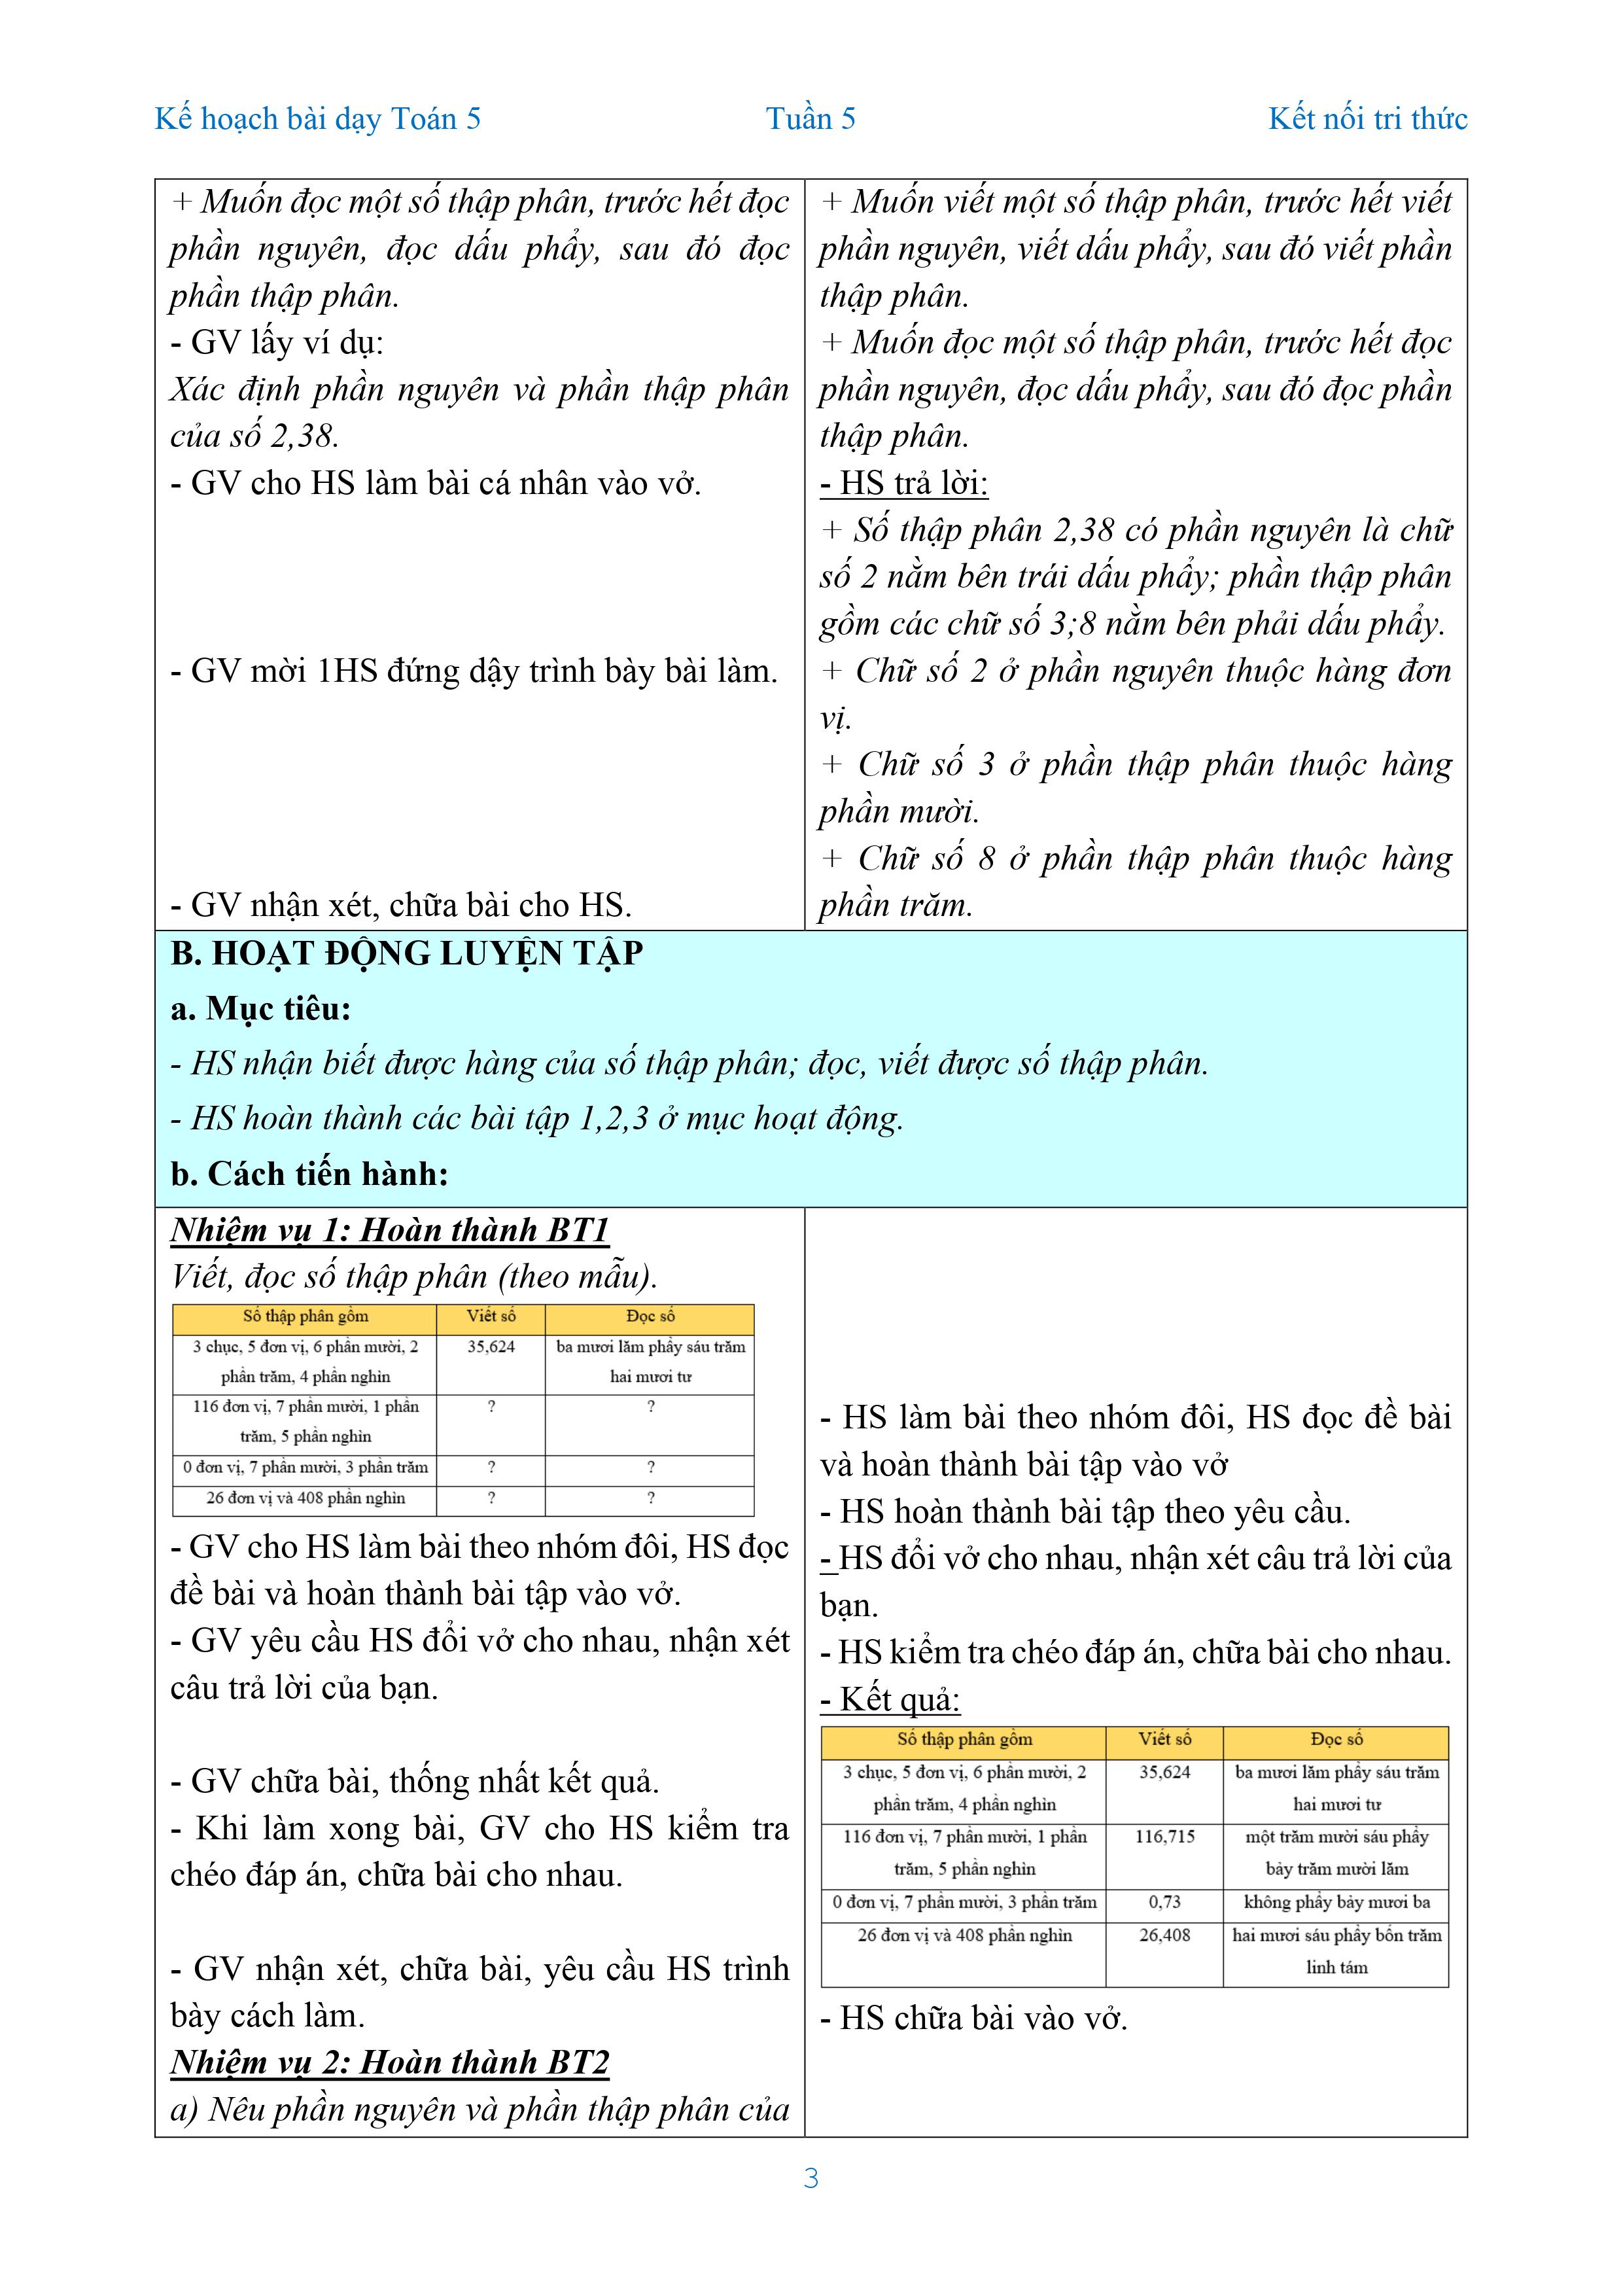 Kế hoạch bài dạy Toán 5 Tuần 5 Kết nối tri thức
+ Muốn đọc một số thập phân, trước hết đọc
phần nguyên, đọc dấu phẩy, sau đó đọc
phần thập phân.
- GV lấy ví dụ:
Xác định phần nguyên và phần thập phân
của số 2,38.
- GV cho HS làm bài cá nhân vào vở.
- GV mời 1HS đứng dậy trình bày bài làm.
- GV nhận xét, chữa bài cho HS.
+ Muốn viết một số thập phân, trước hết viết
phần nguyên, viết dấu phẩy, sau đó viết phần
thập phân.
+ Muốn đọc một số thập phân, trước hết đọc
phần nguyên, đọc dấu phẩy, sau đó đọc phần
thập phân.
- HS trả lời:
+ Số thập phân 2,38 có phần nguyên là chữ
số 2 nằm bên trái dấu phẩy; phần thập phân
gồm các chữ số 3;8 nằm bên phải dấu phẩy.
+ Chữ số 2 ở phần nguyên thuộc hàng đơn
vị.
+ Chữ số 3 ở phần thập phân thuộc hàng
phần mười.
+ Chữ số 8 ở phần thập phân thuộc hàng
phần trăm.
B. HOẠT ĐỘNG LUYỆN TẬP
a. Mục tiêu:
- HS nhận biết được hàng của số thập phân; đọc, viết được số thập phân.
- HS hoàn thành các bài tập 1,2,3 ở mục hoạt động.
b. Cách tiến hành:
Nhiệm vụ 1: Hoàn thành BT1
Viết, đọc số thập phân (theo mẫu).
Số thập phân gồm Viết số Đọc số
3 chục, 5 đơn vị, 6 phần mười, 2 35,624 ba mươi lăm phẩy sáu trăm
phần trăm, 4 phần nghìn hai mươi tư
116 đơn vị, 7 phần mười, 1 phần ? ?
trăm, 5 phần nghìn
0 đơn vị, 7 phần mười, 3 phần trăm ? ?
26 đơn vị và 408 phần nghìn ? ?
- GV cho HS làm bài theo nhóm đôi, HS đọc
đề bài và hoàn thành bài tập vào vở.
- GV yêu cầu HS đổi vở cho nhau, nhận xét
câu trả lời của bạn.
- GV chữa bài, thống nhất kết quả.
- Khi làm xong bài, GV cho HS kiểm tra
chéo đáp án, chữa bài cho nhau.
- GV nhận xét, chữa bài, yêu cầu HS trình
bày cách làm.
Nhiệm vụ 2: Hoàn thành BT2
a) Nêu phần nguyên và phần thập phân của
- HS làm bài theo nhóm đôi, HS đọc đề bài
và hoàn thành bài tập vào vở
- HS hoàn thành bài tập theo yêu cầu.
- HS đổi vở cho nhau, nhận xét câu trả lời của
bạn.
- HS kiểm tra chéo đáp án, chữa bài cho nhau.
- Kết quả:
Số thập phân gồm Viết số Đọc số
3 chục, 5 đơn vị, 6 phần mười, 2 35,624 ba mươi lăm phẩy sáu trăm
phần trăm, 4 phần nghìn hai mươi tư
116 đơn vị, 7 phần mười, 1 phần 116,715 một trăm mười sáu phẩy
trăm, 5 phần nghìn bảy trăm mười lăm
0 đơn vị, 7 phần mười, 3 phần trăm 0,73 không phẩy bảy mươi ba
26 đơn vị và 408 phần nghìn 26,408 hai mươi sáu phẩy bốn trăm
linh tám
- HS chữa bài vào vở.
3